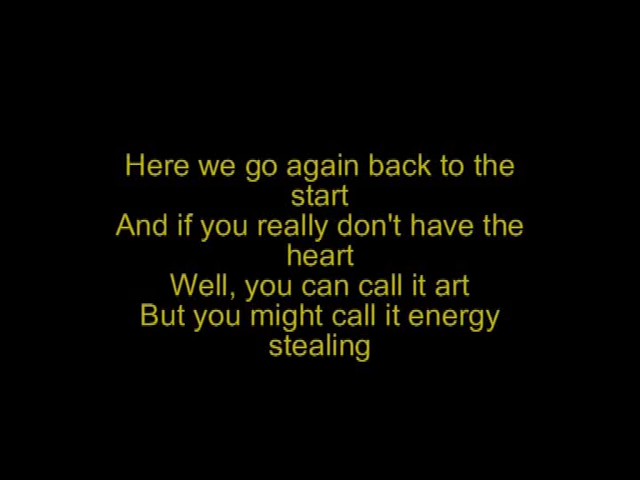 Here we go again back to the
start
And if you really don't have the
heart
Well, you can call it art
But you might call it energy
stealing